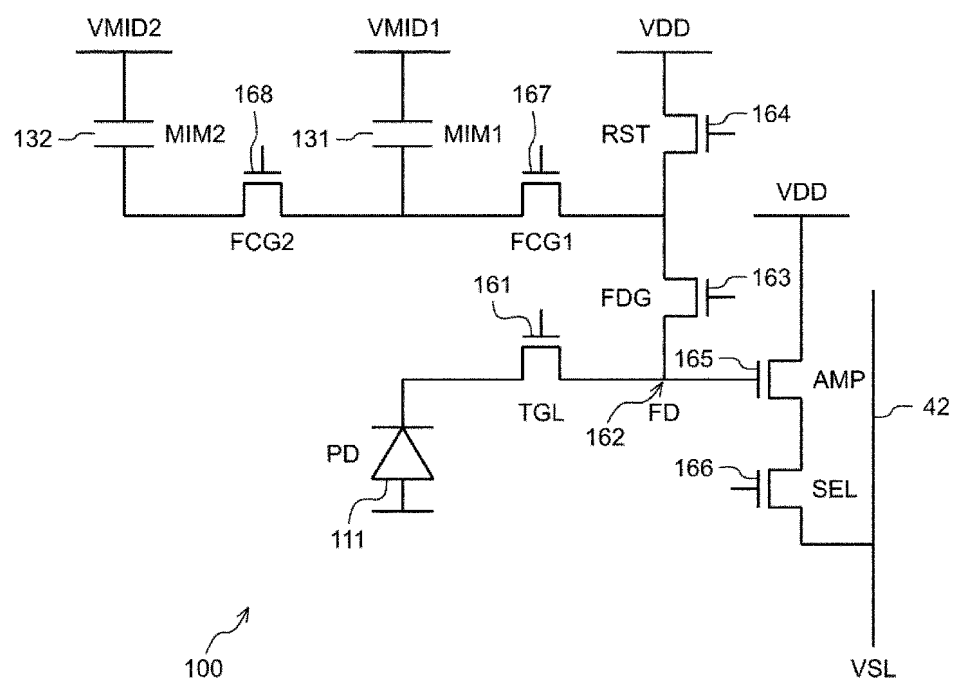 VMID2 VMID1 VDD
168 167
132 MIM2 131 MIM1 RST 164
VDD
FCG2 FCG1
161 FDG 163
165 AMP
TGL 162 FD 42
PD 166 SEL
111
100 VSL